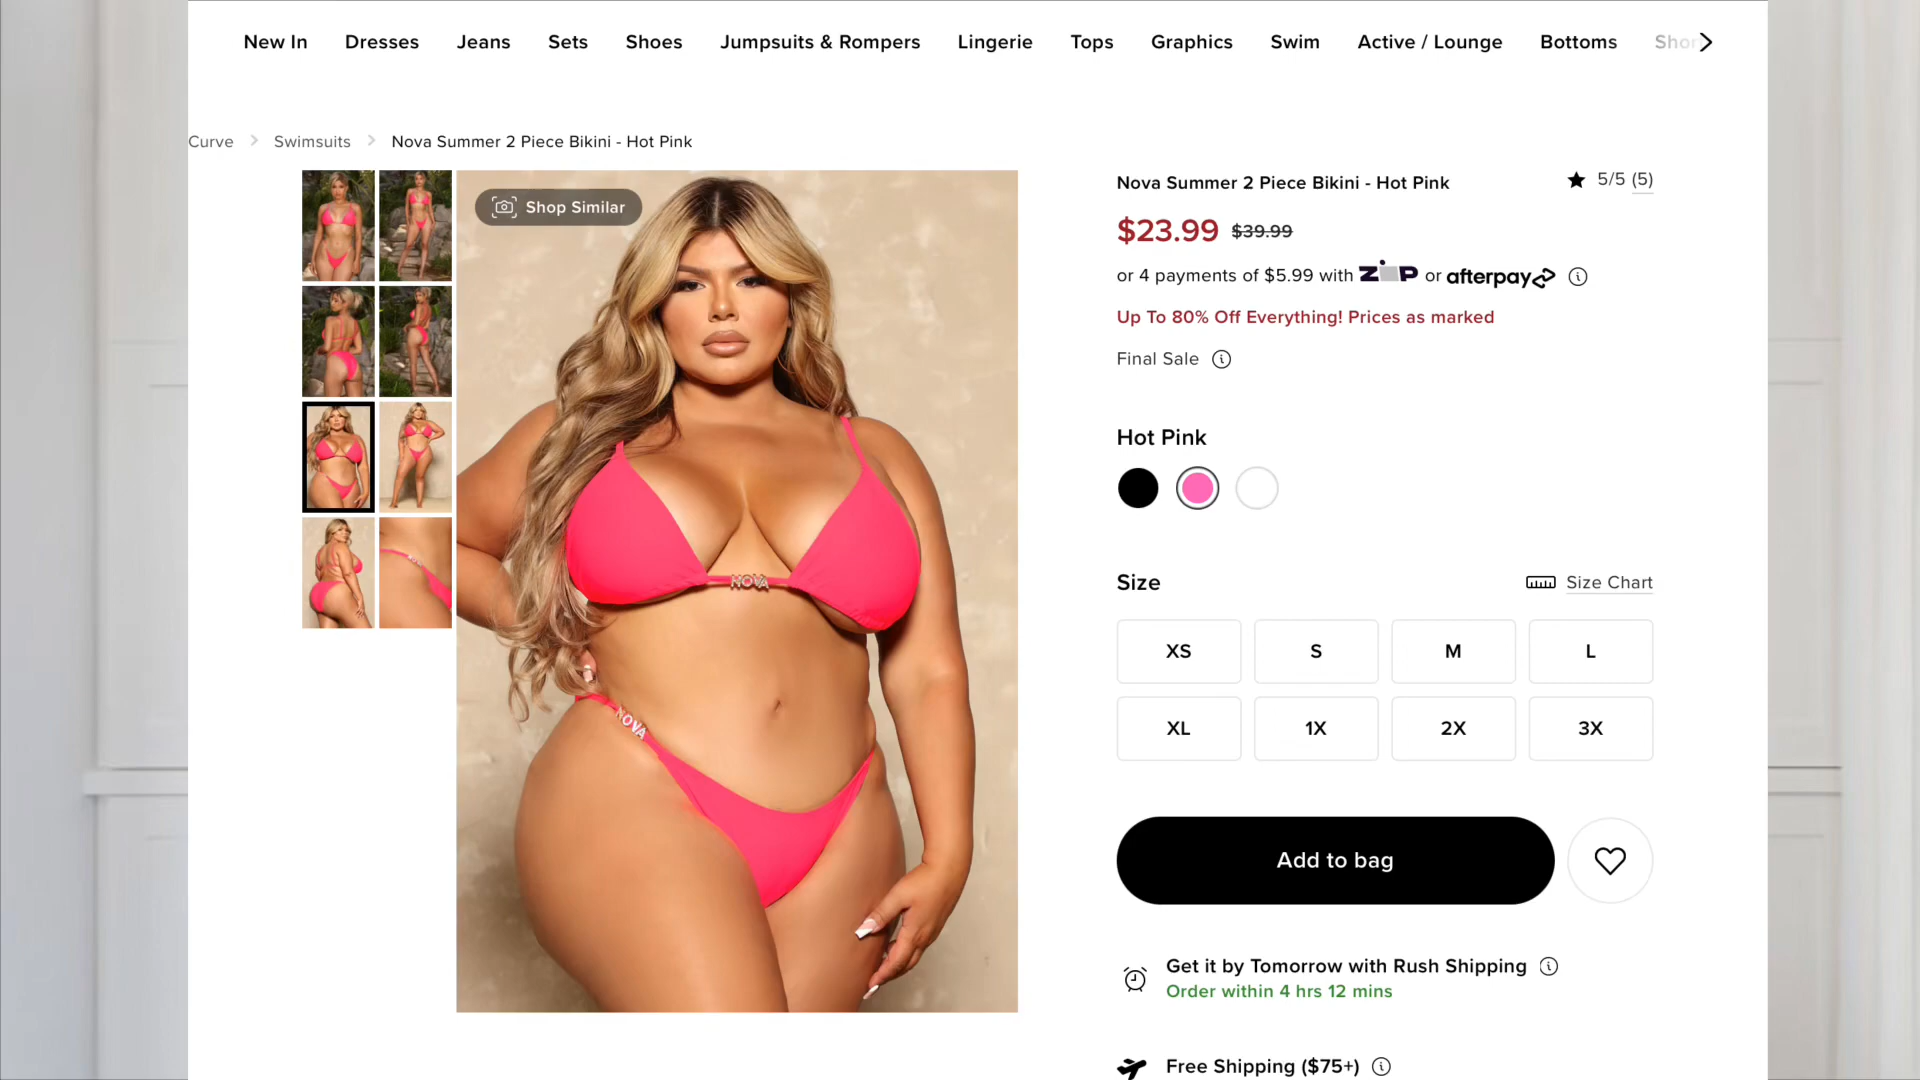 New In Dresses Jeans Sets Shoes Jumpsuits & Rompers Lingerie Tops Graphics Swim Active / Lounge Bottoms
Curve Swimsuits Nova Summer 2 Piece Bikini - Hot Pink
Shop Similar
NOVA
NOVA
Nova Summer 2 Piece Bikini - Hot Pink 5/5 (5)
$23.99 $39.99
or 4 payments of $5.99 with ZIP or afterpay
Up To 80% Off Everything! Prices as marked
Final Sale
Hot Pink
Size Size Chart
XS S M L
XL 1X 2X 3X
Add to bag
Get it by Tomorrow with Rush Shipping
Order within 4 hrs 12 mins
Free Shipping ($75+)